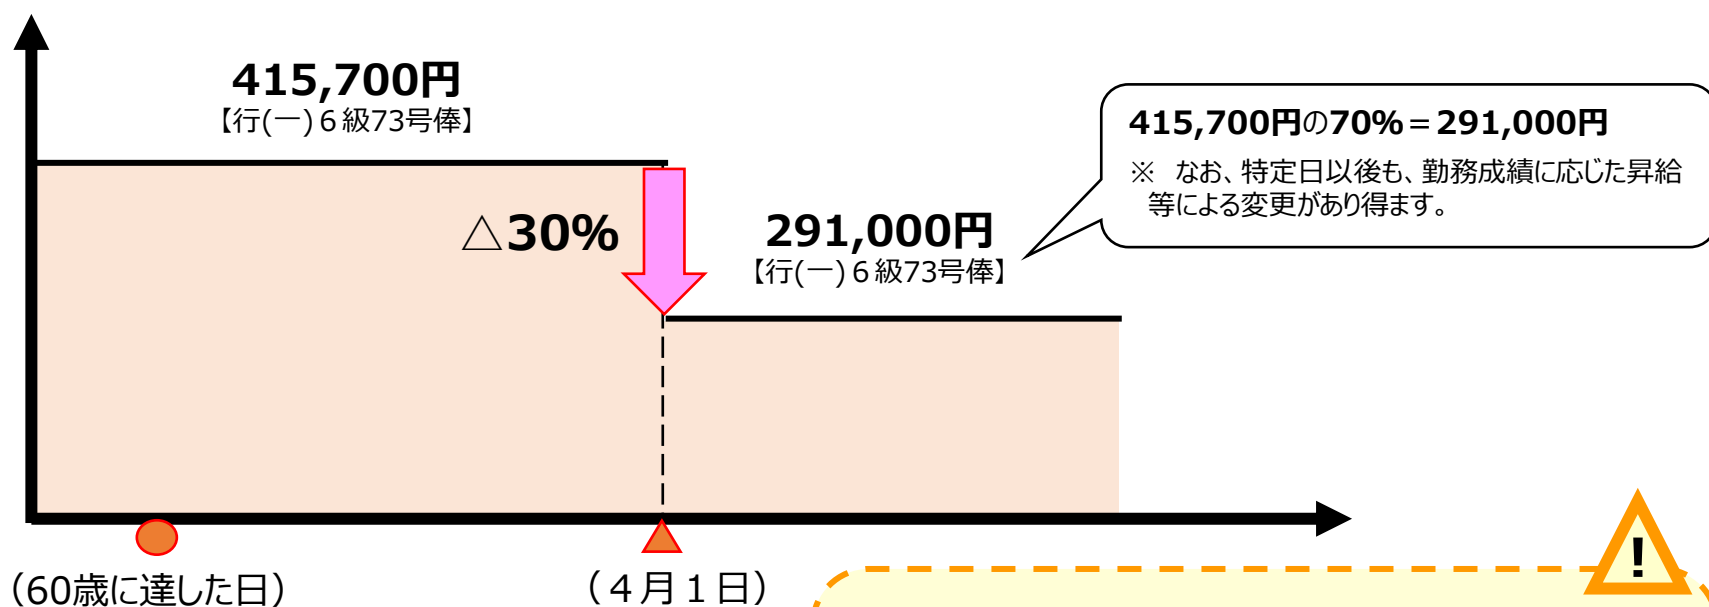 415,700円
【行(一)６級73号俸】
415,700円の70%＝291,000円
※　なお、特定日以後も、勤務成績に応じた昇給
等による変更があり得ます。
△30%
291,000円
【行(一)６級73号俸】
!
（60歳に達した日）
（４月１日）